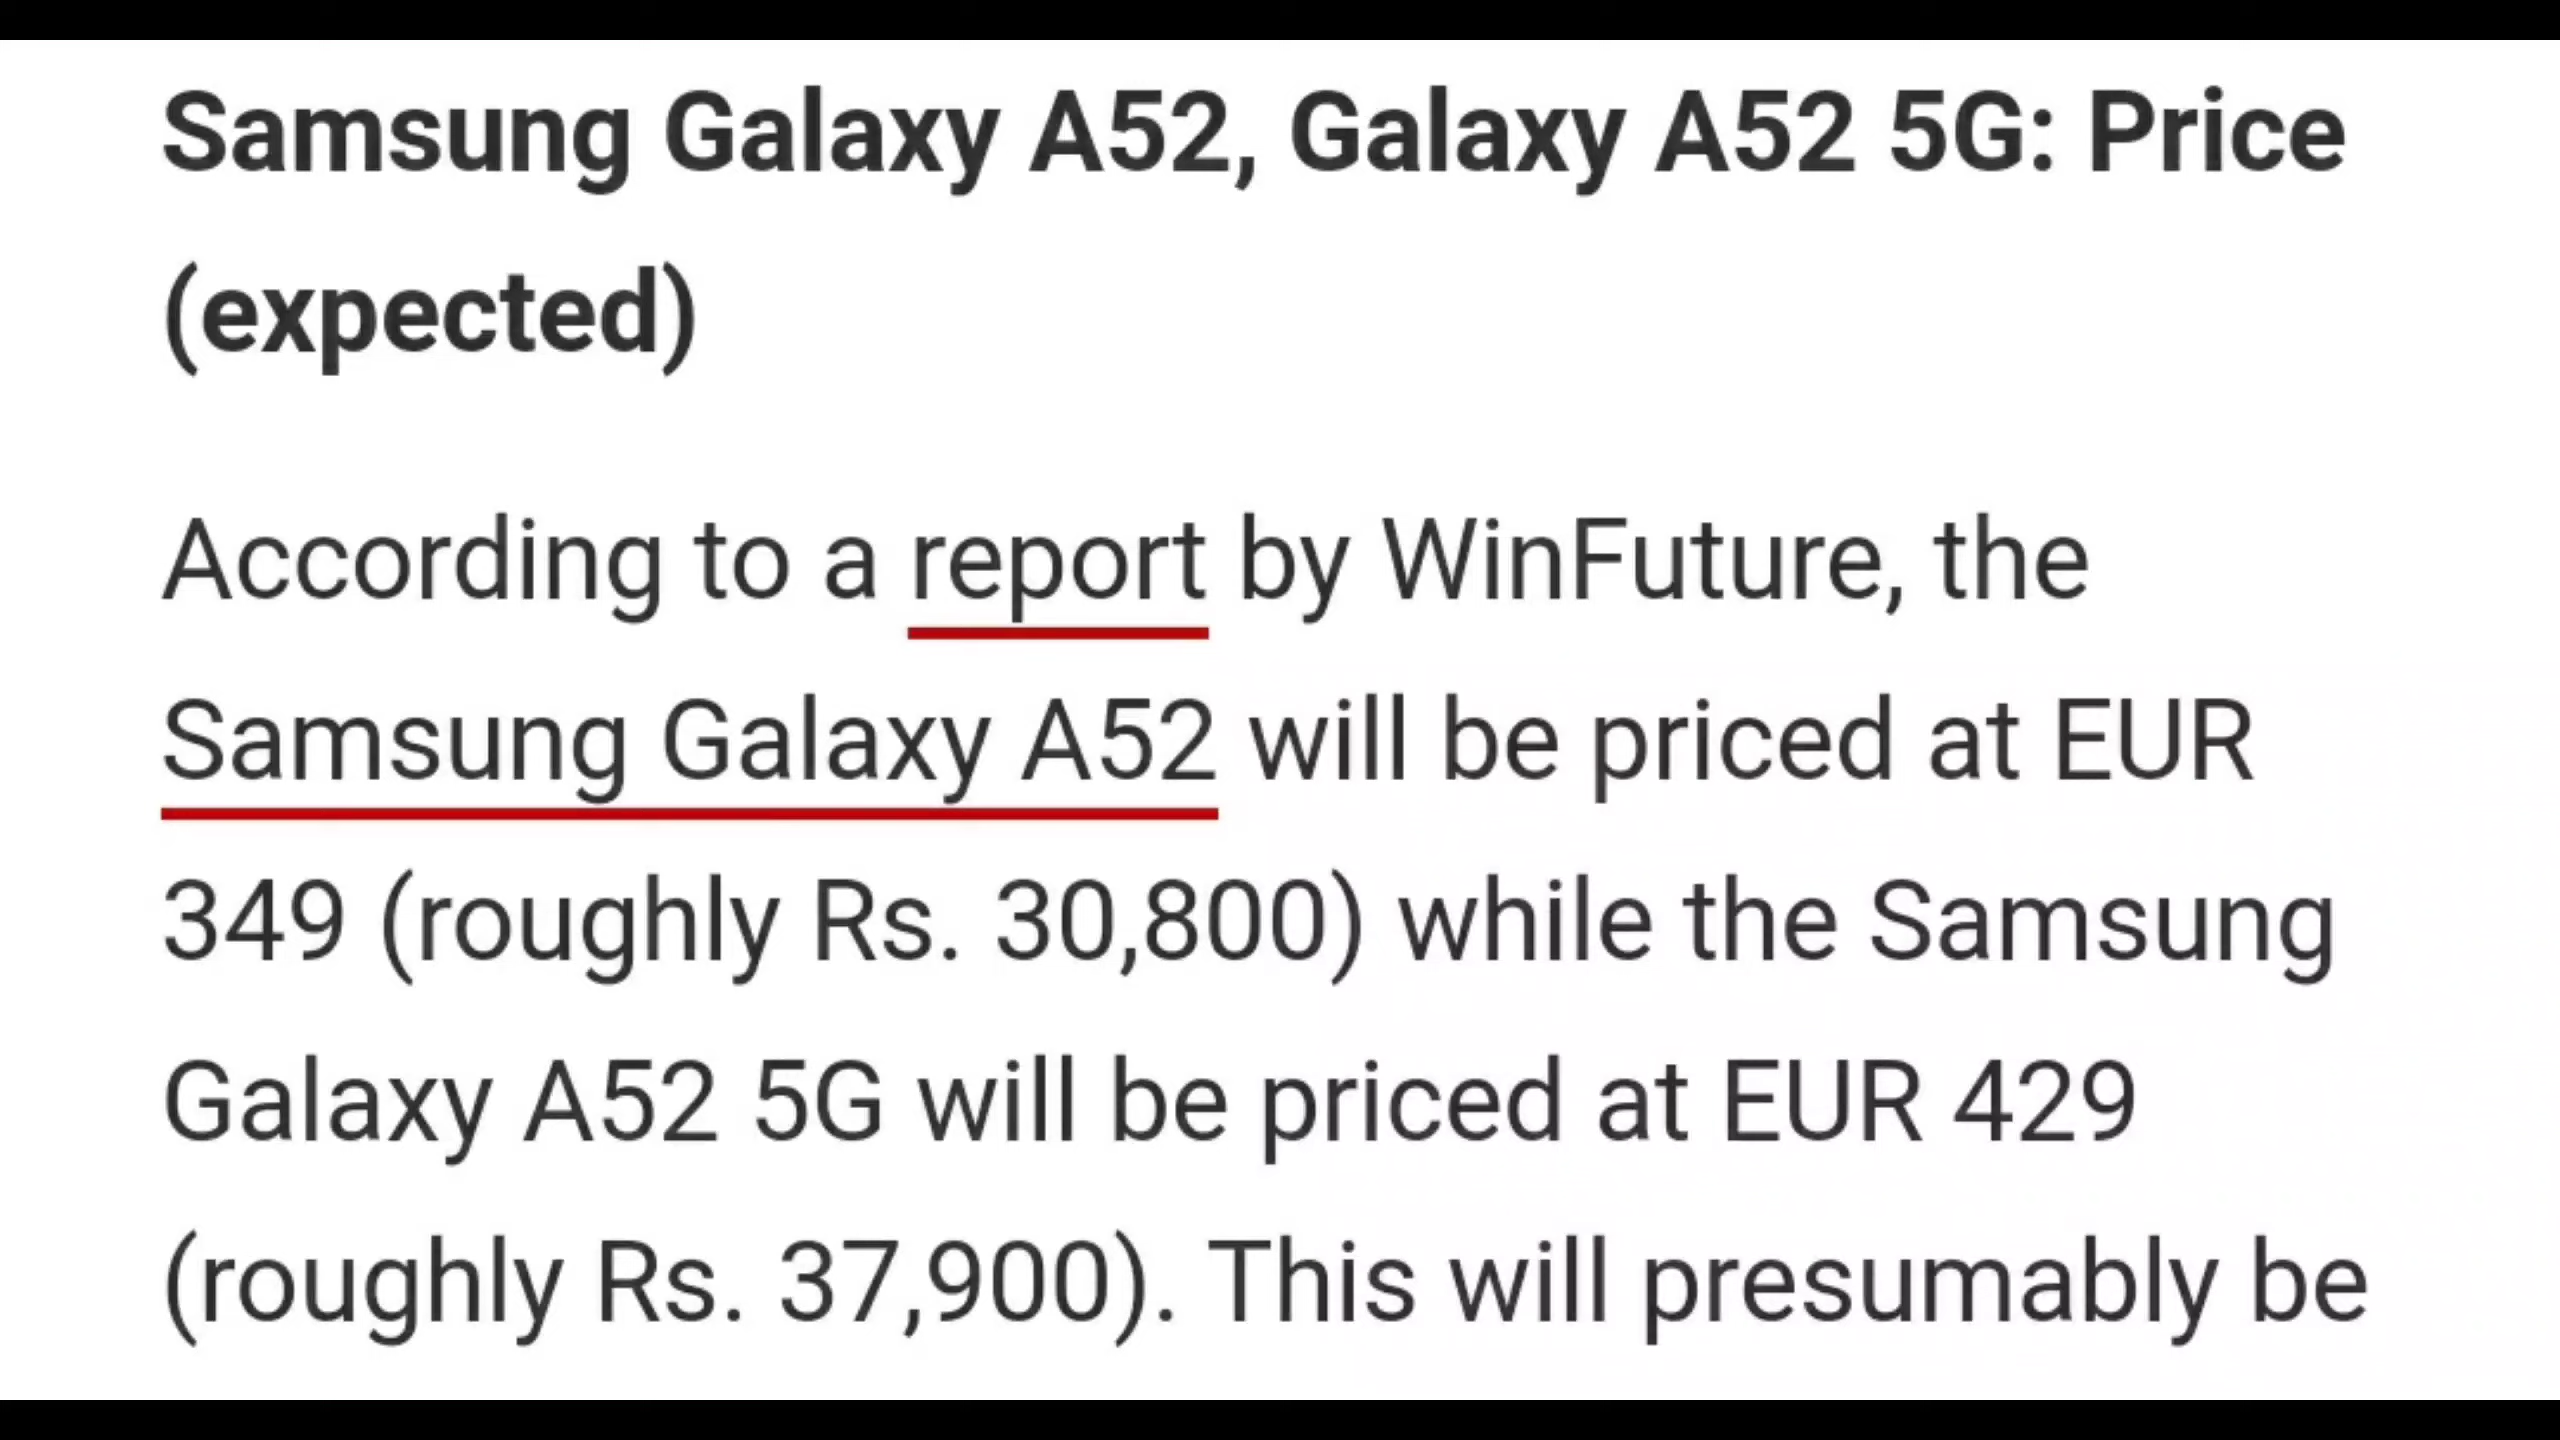 Samsung Galaxy A52, Galaxy A52 5G: Price
(expected)
According to a report by WinFuture, the
Samsung Galaxy A52 will be priced at EUR
349 (roughly Rs. 30,800) while the Samsung
Galaxy A52 5G will be priced at EUR 429
(roughly Rs. 37,900). This will presumably be